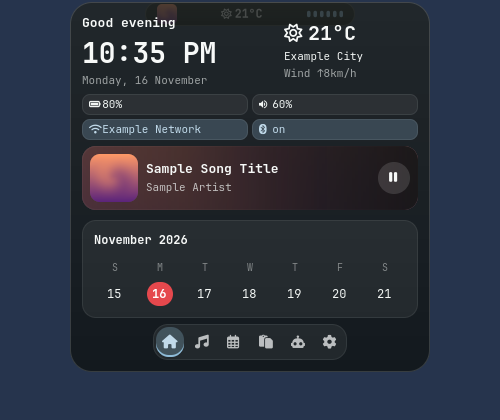 21°C
Good evening
10:35 PM
Monday, 16 November
21°C
Example City
Wind ↑8km/h
80%
60%
Example Network
on
Sample Song Title
Sample Artist
November 2026
S M T W T F S
15 16 17 18 19 20 21